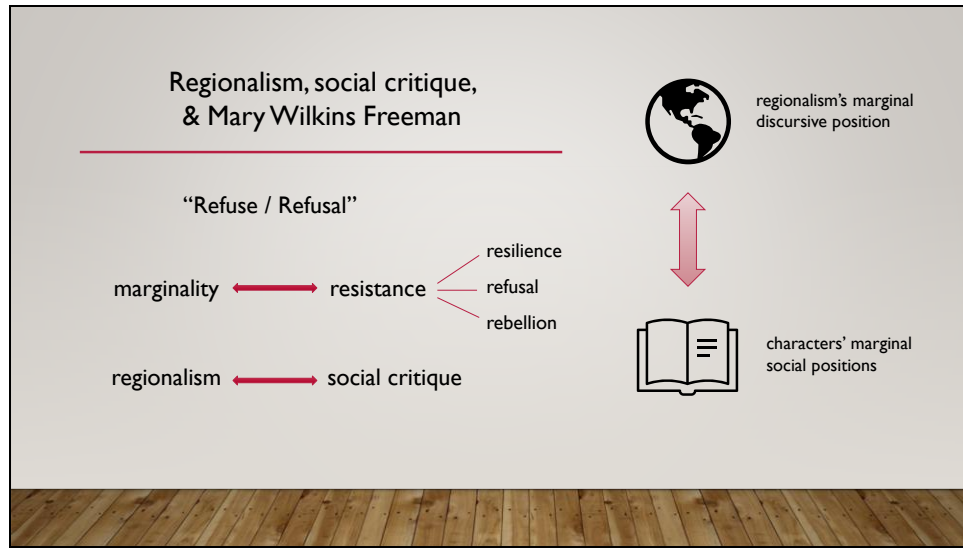 Regionalism, social critique,
& Mary Wilkins Freeman
“Refuse / Refusal”
marginality
resistance
resilience
refusal
rebellion
regionalism
social critique
regionalism’s marginal
discursive position
characters’ marginal
social positions